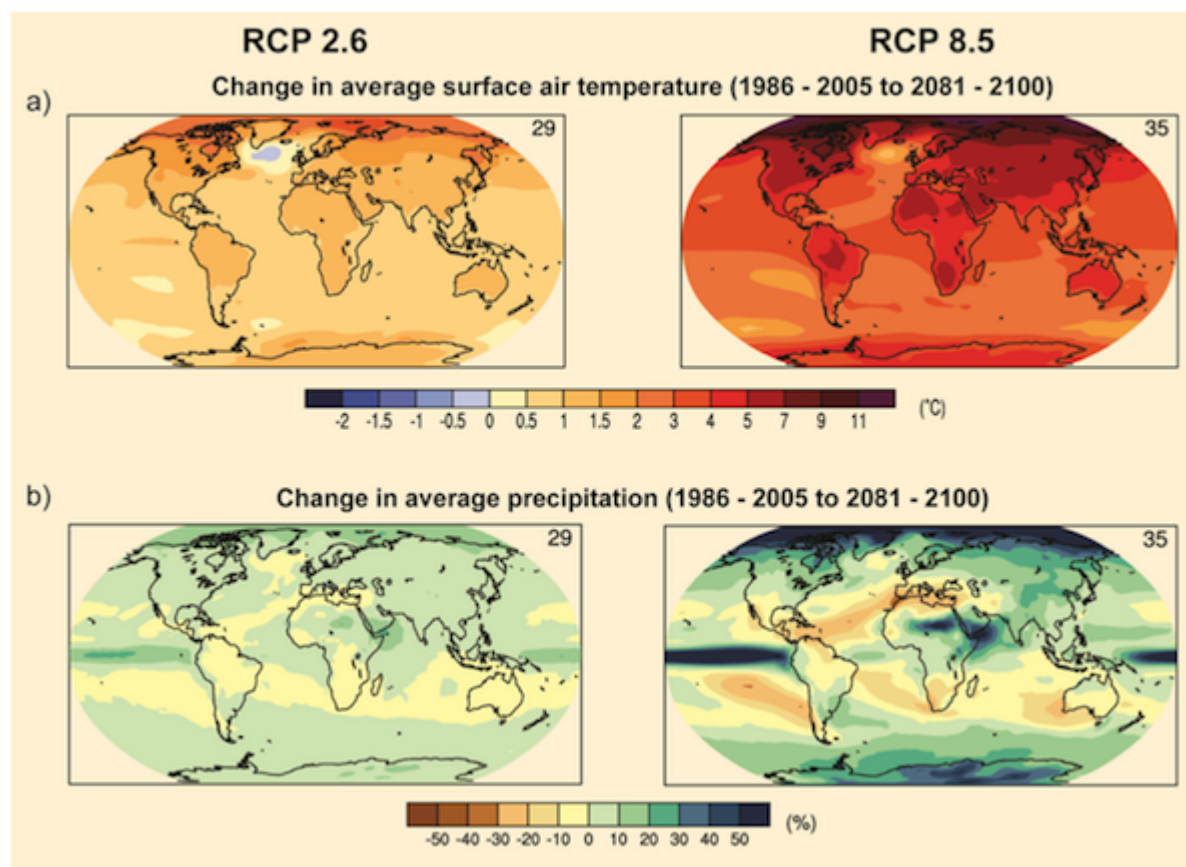 RCP 2.6 RCP 8.5
Change in average surface air temperature (1986 - 2005 to 2081 - 2100)
a)
29 35
-2 -1.5 -1 -0.5 0 0.5 1 1.5 2 3 4 5 7 9 11 (°C)
b) Change in average precipitation (1986 - 2005 to 2081 - 2100)
29 35
-50 -40 -30 -20 -10 0 10 20 30 40 50 (%)